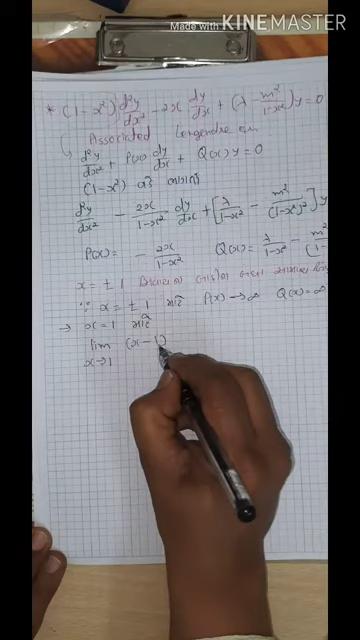 Made With
KINEMASTER
* (1-x²) d²y/dx² - 2x dy/dx + (λ - m²/1-x²) y = 0
↳ Associated Legendre eqn
d²y/dx² + P(x) dy/dx + Q(x) y = 0
(1-x²)
d²y/dx² - 2x/1-x² dy/dx + [λ/1-x² - m²/(1-x²)²] y
P(x) = - 2x/1-x² Q(x) = λ/1-x² - m²/(1-
x = ± 1
∵ x = ± 1 માટે P(x) → ∞ Q(x) = ∞
→ x = 1 માટે
lim (x-1)
x→1